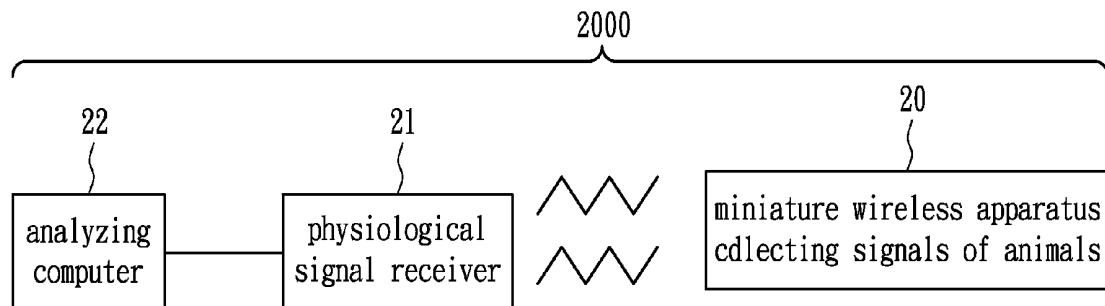 2000
22
21
20
analyzing
computer
physiological
signal receiver
miniature wireless apparatus
cdlecting signals of animals